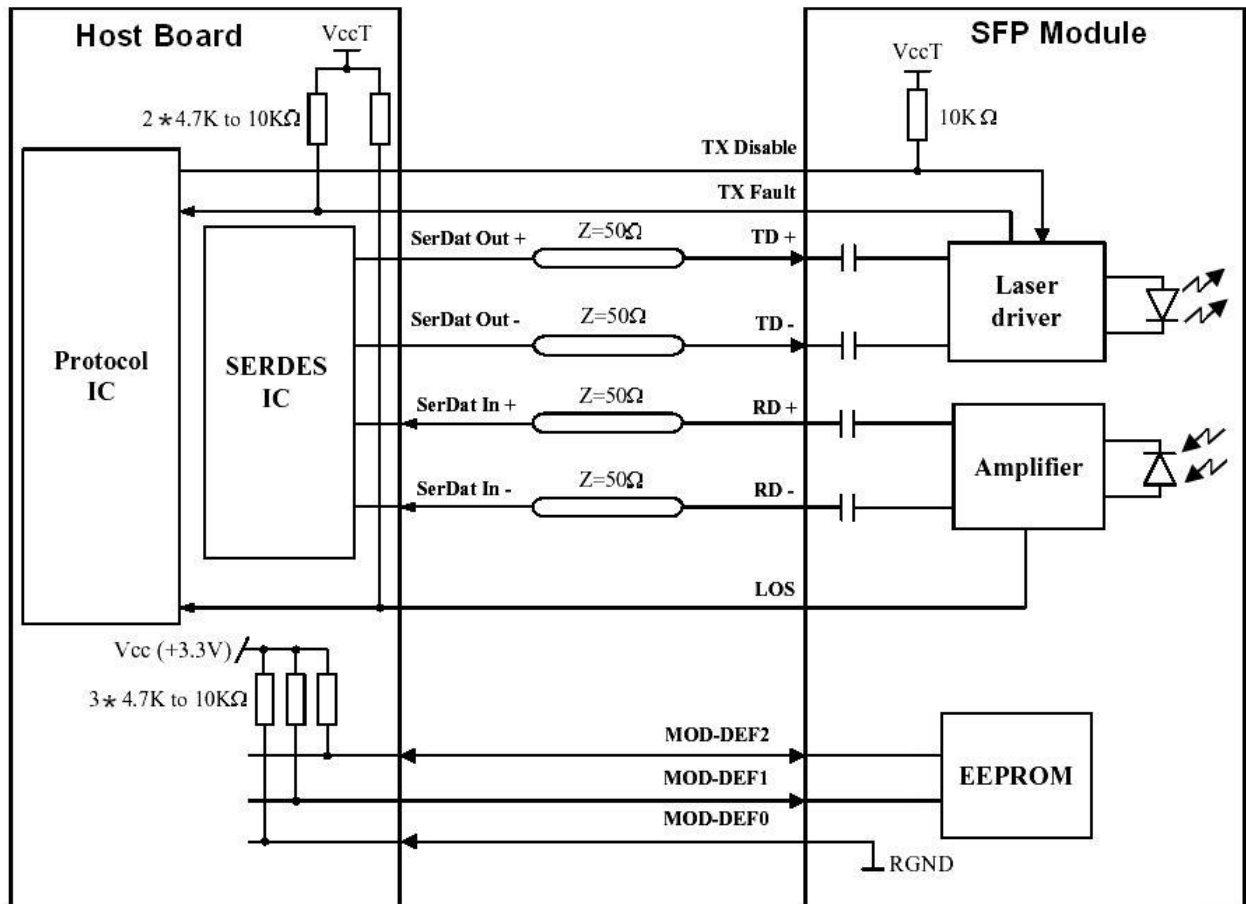 Host Board
SFP Module
VccT
VccT
2*4.7K to 10KΩ
10KΩ
TX Disable
TX Fault
SerDat Out +
Z=50Ω
TD +
Laser
driver
SerDat Out -
Z=50Ω
TD -
Protocol
IC
SERDES
IC
SerDat In +
Z=50Ω
RD +
Amplifier
SerDat In -
Z=50Ω
RD -
LOS
Vcc (+3.3V)
3* 4.7K to 10KΩ
MOD-DEF2
EEPROM
MOD-DEF1
MOD-DEF0
RGND